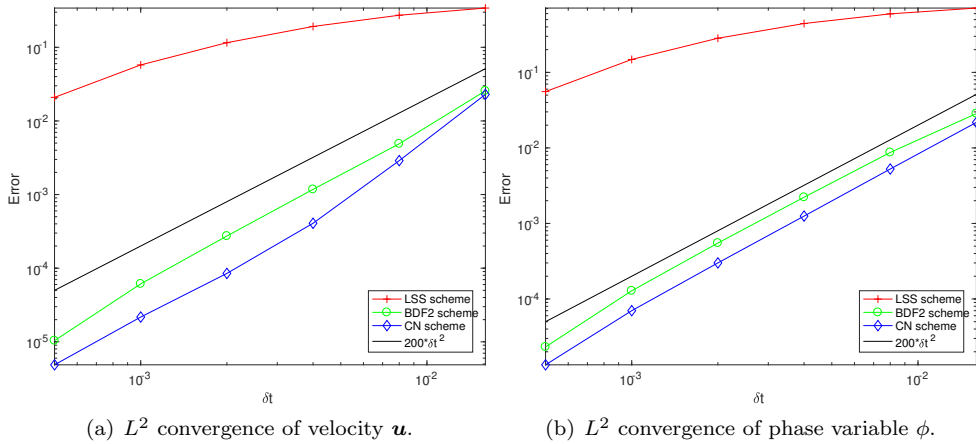 10^{-1}
10^{-2}
10^{-3}
10^{-4}
10^{-5}
Error
10^{-3}
10^{-2}
δt
LSS scheme
BDF2 scheme
CN scheme
200*δt^2
(a) L^2 convergence of velocity u.
10^{-1}
10^{-2}
10^{-3}
10^{-4}
Error
10^{-3}
10^{-2}
δt
LSS scheme
BDF2 scheme
CN scheme
200*δt^2
(b) L^2 convergence of phase variable ϕ.